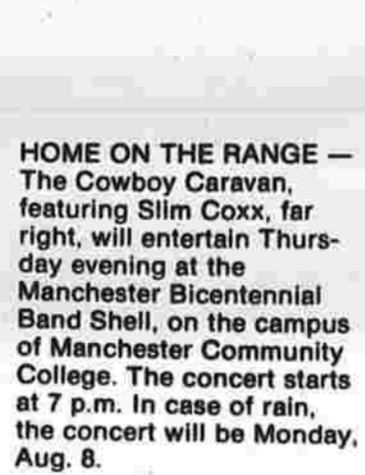 HOME ON THE RANGE —
The Cowboy Caravan,
featuring Slim Coxx, far
right, will entertain Thurs-
day evening at the
Manchester Bicentennial
Band Shell, on the campus
of Manchester Community
College. The concert starts
at 7 p.m. In case of rain,
the concert will be Monday,
Aug. 8.